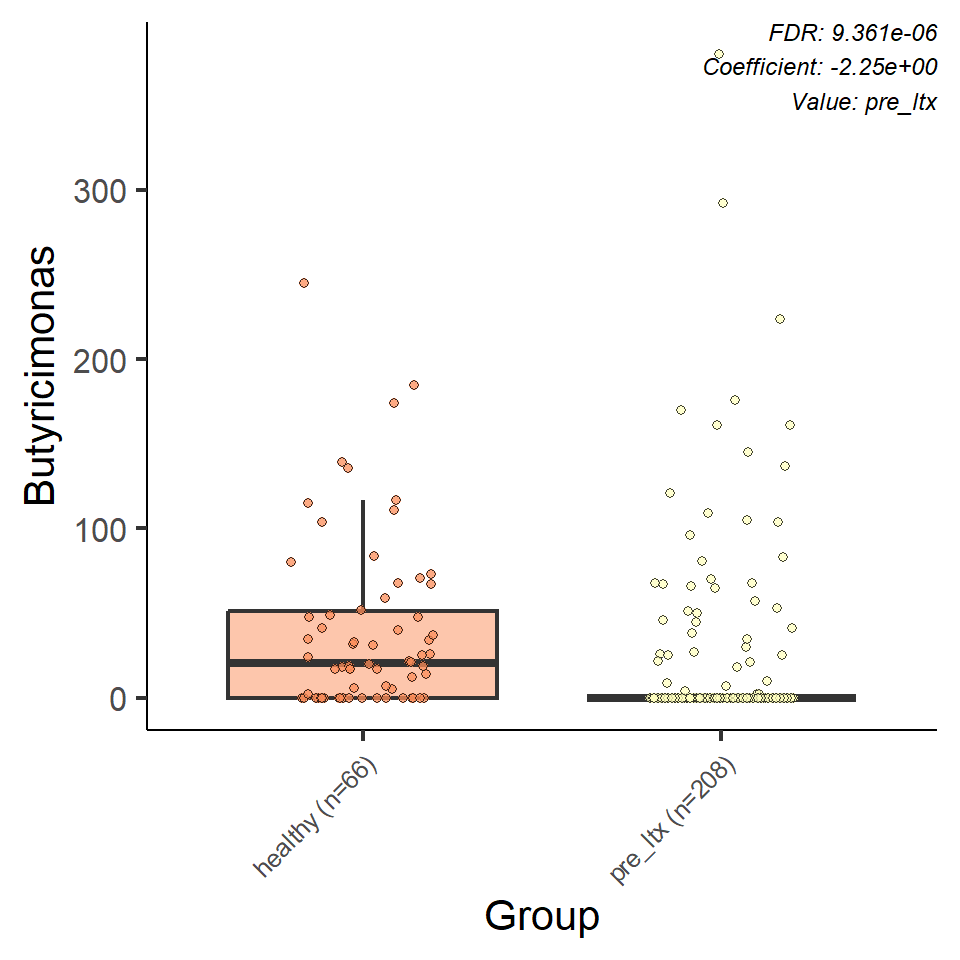 FDR: 9.361e-06
Coefficient: -2.25e+00
Value: pre_ltx
Butyricimonas
300
200
100
0
healthy (n=66)
pre_ltx (n=208)
Group